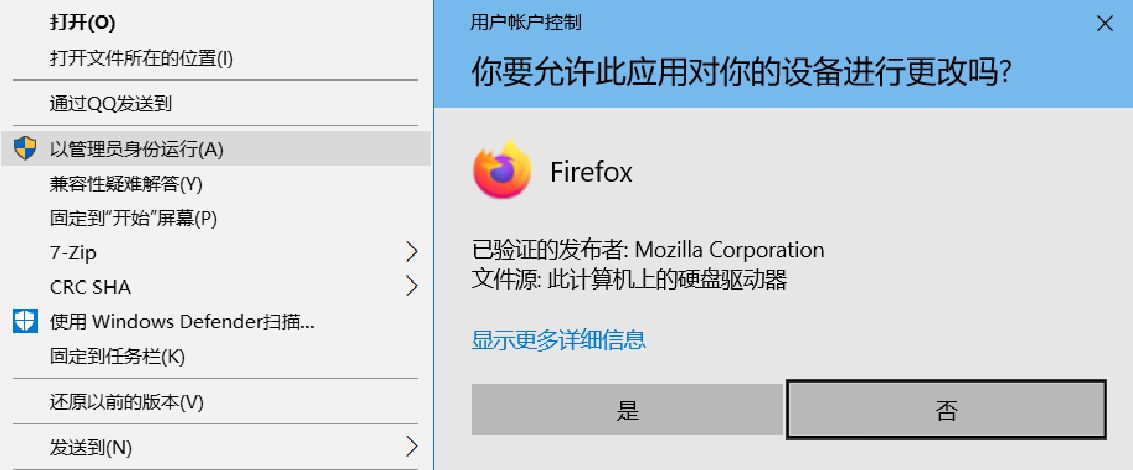 打开(O)
打开文件所在的位置(I)
通过QQ发送到
以管理员身份运行(A)
兼容性疑难解答(Y)
固定到“开始”屏幕(P)
7-Zip
CRC SHA
使用 Windows Defender扫描...
固定到任务栏(K)
还原以前的版本(V)
发送到(N)
用户帐户控制
你要允许此应用对你的设备进行更改吗?
Firefox
已验证的发布者: Mozilla Corporation
文件源: 此计算机上的硬盘驱动器
显示更多详细信息
是
否